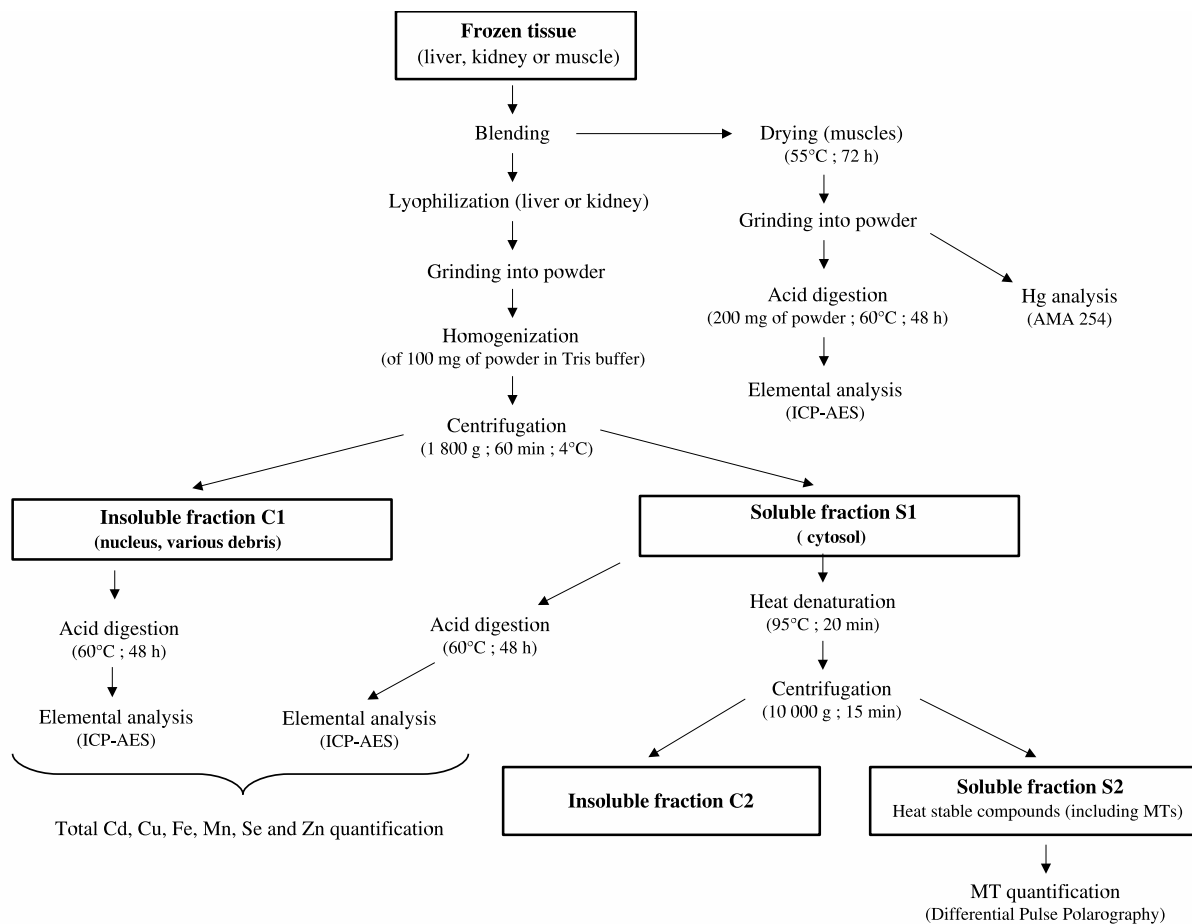 Frozen tissue
(liver, kidney or muscle)
Blending
Drying (muscles)
(55°C ; 72 h)
Lyophilization (liver or kidney)
Grinding into powder
Grinding into powder
Acid digestion
(200 mg of powder ; 60°C ; 48 h)
Hg analysis
(AMA 254)
Homogenization
(of 100 mg of powder in Tris buffer)
Elemental analysis
(ICP-AES)
Centrifugation
(1 800 g ; 60 min ; 4°C)
Insoluble fraction C1
(nucleus, various debris)
Soluble fraction S1
( cytosol)
Acid digestion
(60°C ; 48 h)
Acid digestion
(60°C ; 48 h)
Heat denaturation
(95°C ; 20 min)
Elemental analysis
(ICP-AES)
Elemental analysis
(ICP-AES)
Centrifugation
(10 000 g ; 15 min)
Total Cd, Cu, Fe, Mn, Se and Zn quantification
Insoluble fraction C2
Soluble fraction S2
Heat stable compounds (including MTs)
MT quantification
(Differential Pulse Polarography)